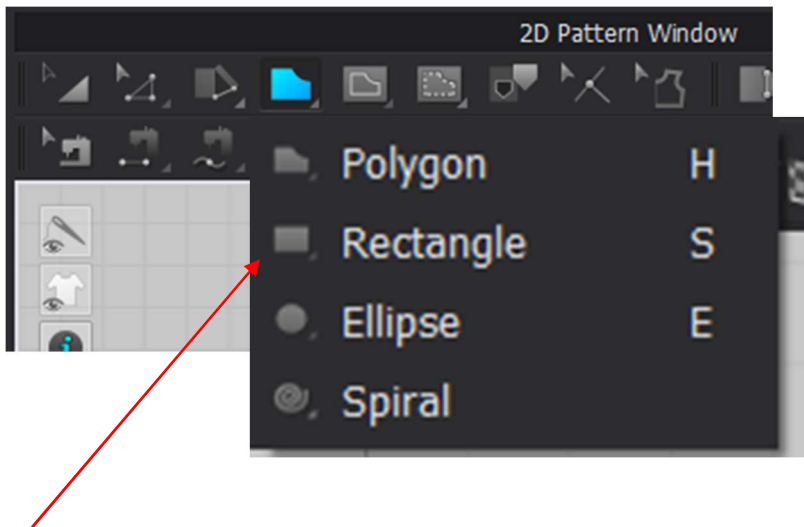 2D Pattern Window
Polygon H
Rectangle S
Ellipse E
Spiral